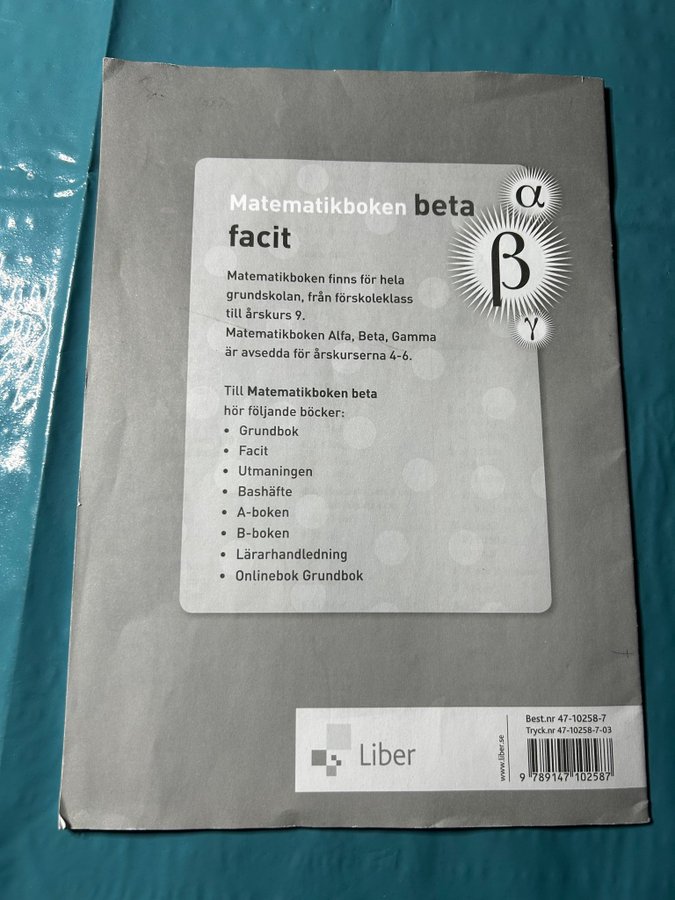 Matematikboken beta
facit
α
β
γ
Matematikboken finns för hela
grundskolan, från förskoleklass
till årskurs 9.
Matematikboken Alfa, Beta, Gamma
är avsedda för årskurserna 4-6.
Till Matematikboken beta
hör följande böcker:
• Grundbok
• Facit
• Utmaningen
• Bashäfte
• A-boken
• B-boken
• Lärarhandledning
• Onlinebok Grundbok
Liber
www.liber.se
Best.nr 47-10258-7
Tryck.nr 47-10258-7-03
9 789147 102587